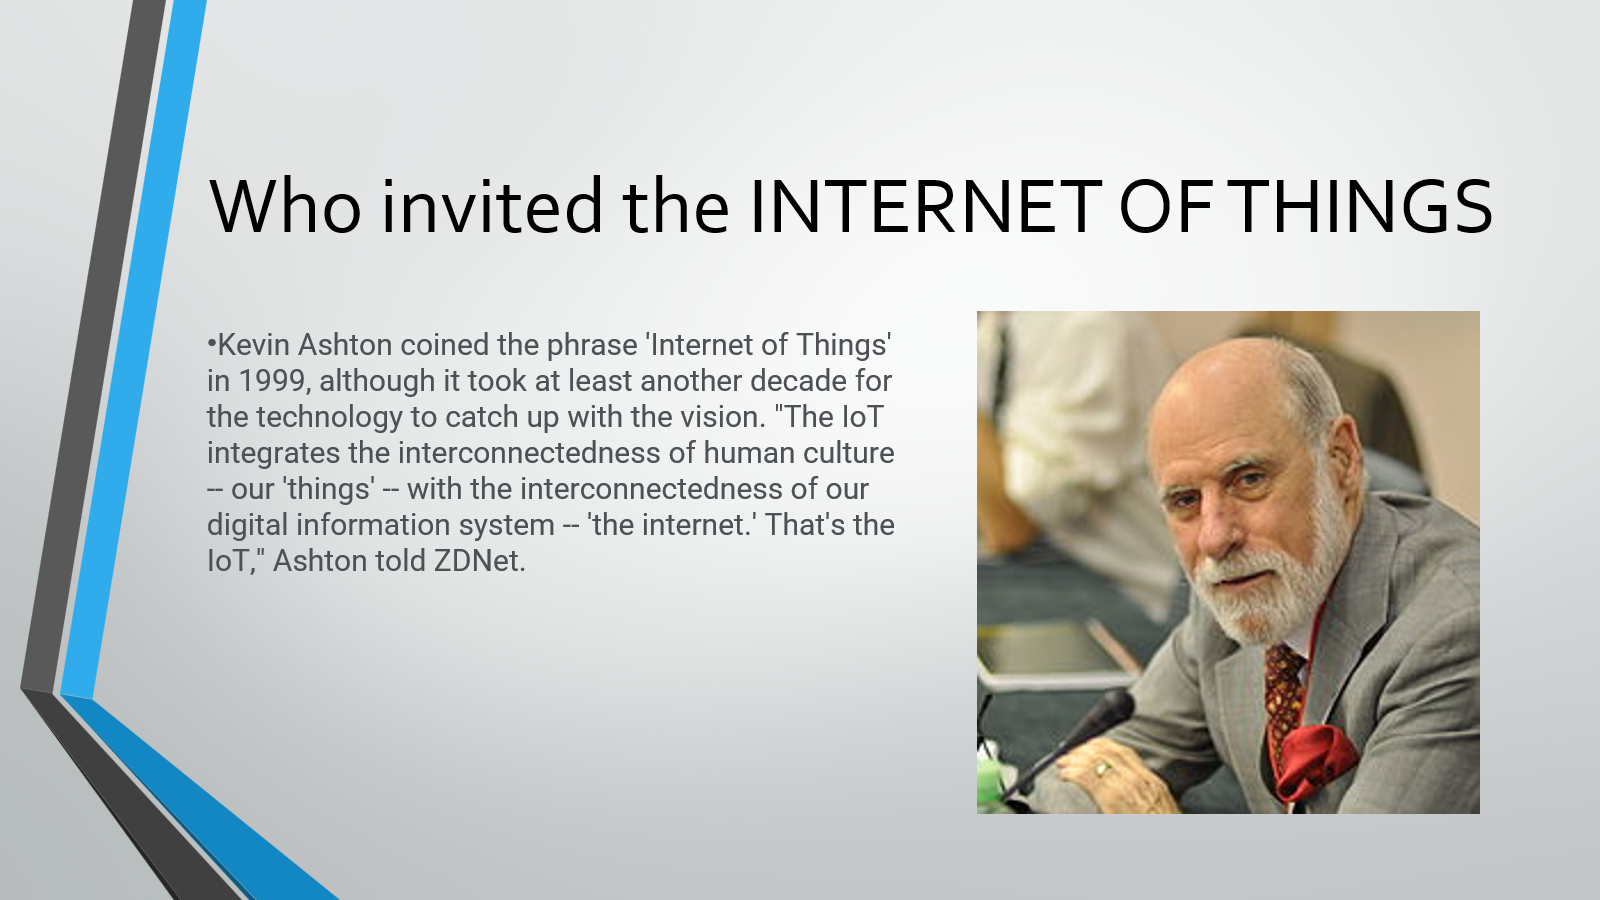 Who invited the INTERNET OF THINGS
•Kevin Ashton coined the phrase 'Internet of Things'
in 1999, although it took at least another decade for
the technology to catch up with the vision. "The IoT
integrates the interconnectedness of human culture
-- our 'things' -- with the interconnectedness of our
digital information system -- 'the internet.' That's the
IoT," Ashton told ZDNet.